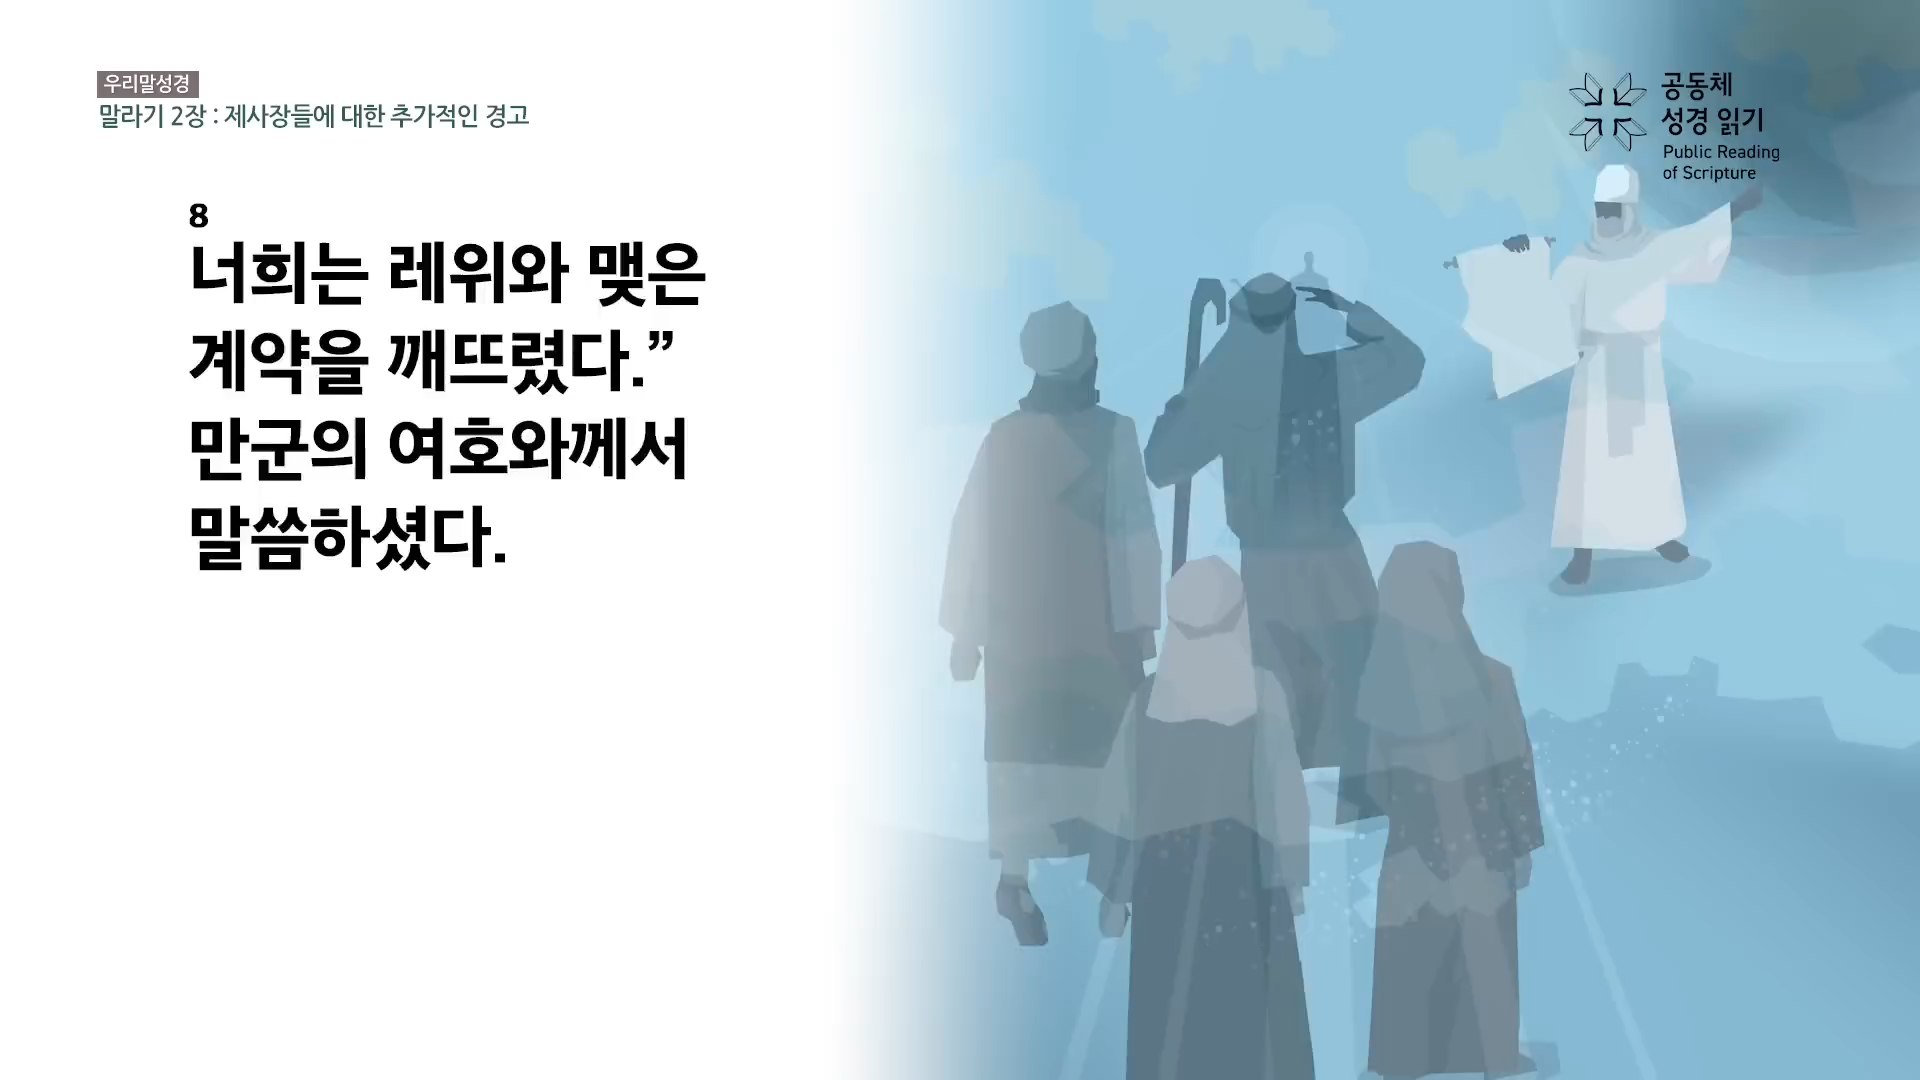 우리말성경
말라기 2장 : 제사장들에 대한 추가적인 경고
공동체
성경 읽기
Public Reading
of Scripture
8
너희는 레위와 맺은
계약을 깨뜨렸다.”
만군의 여호와께서
말씀하셨다.